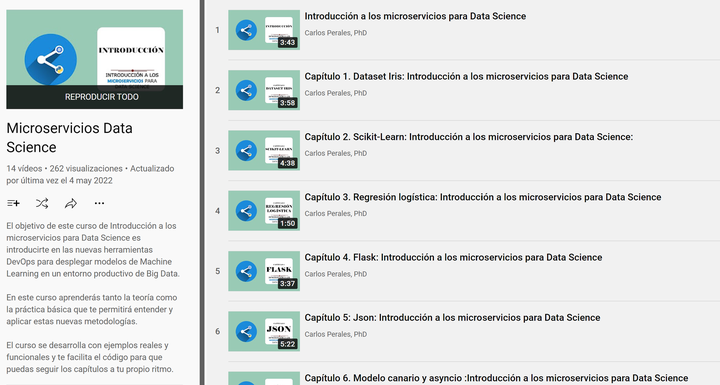 INTRODUCCIÓN
INTRODUCCIÓN A LOS
MICROSERVICIOS PARA
REPRODUCIR TODO
Microservicios Data
Science
14 vídeos • 262 visualizaciones • Actualizado
por última vez el 4 may 2022
El objetivo de este curso de Introducción a los
microservicios para Data Science es
introducirte en las nuevas herramientas
DevOps para desplegar modelos de Machine
Learning en un entorno productivo de Big Data.
En este curso aprenderás tanto la teoría como
la práctica básica que te permitirá entender y
aplicar estas nuevas metodologías.
El curso se desarrolla con ejemplos reales y
funcionales y te facilita el código para que
puedas seguir los capítulos a tu propio ritmo.
1
3:43
Introducción a los microservicios para Data Science
Carlos Perales, PhD
2
DATASET IRIS
3:58
Capítulo 1. Dataset Iris: Introducción a los microservicios para Data Science
Carlos Perales, PhD
3
SCIKIT-LEARN
4:38
Capítulo 2. Scikit-Learn: Introducción a los microservicios para Data Science:
Carlos Perales, PhD
4
REGRESIÓN
LOGÍSTICA
1:50
Capítulo 3. Regresión logística: Introducción a los microservicios para Data Science
Carlos Perales, PhD
5
FLASK
3:37
Capítulo 4. Flask: Introducción a los microservicios para Data Science
Carlos Perales, PhD
6
JSON
5:22
Capítulo 5: Json: Introducción a los microservicios para Data Science
Carlos Perales, PhD
Capítulo 6. Modelo canario y asyncio :Introducción a los microservicios para Data Science